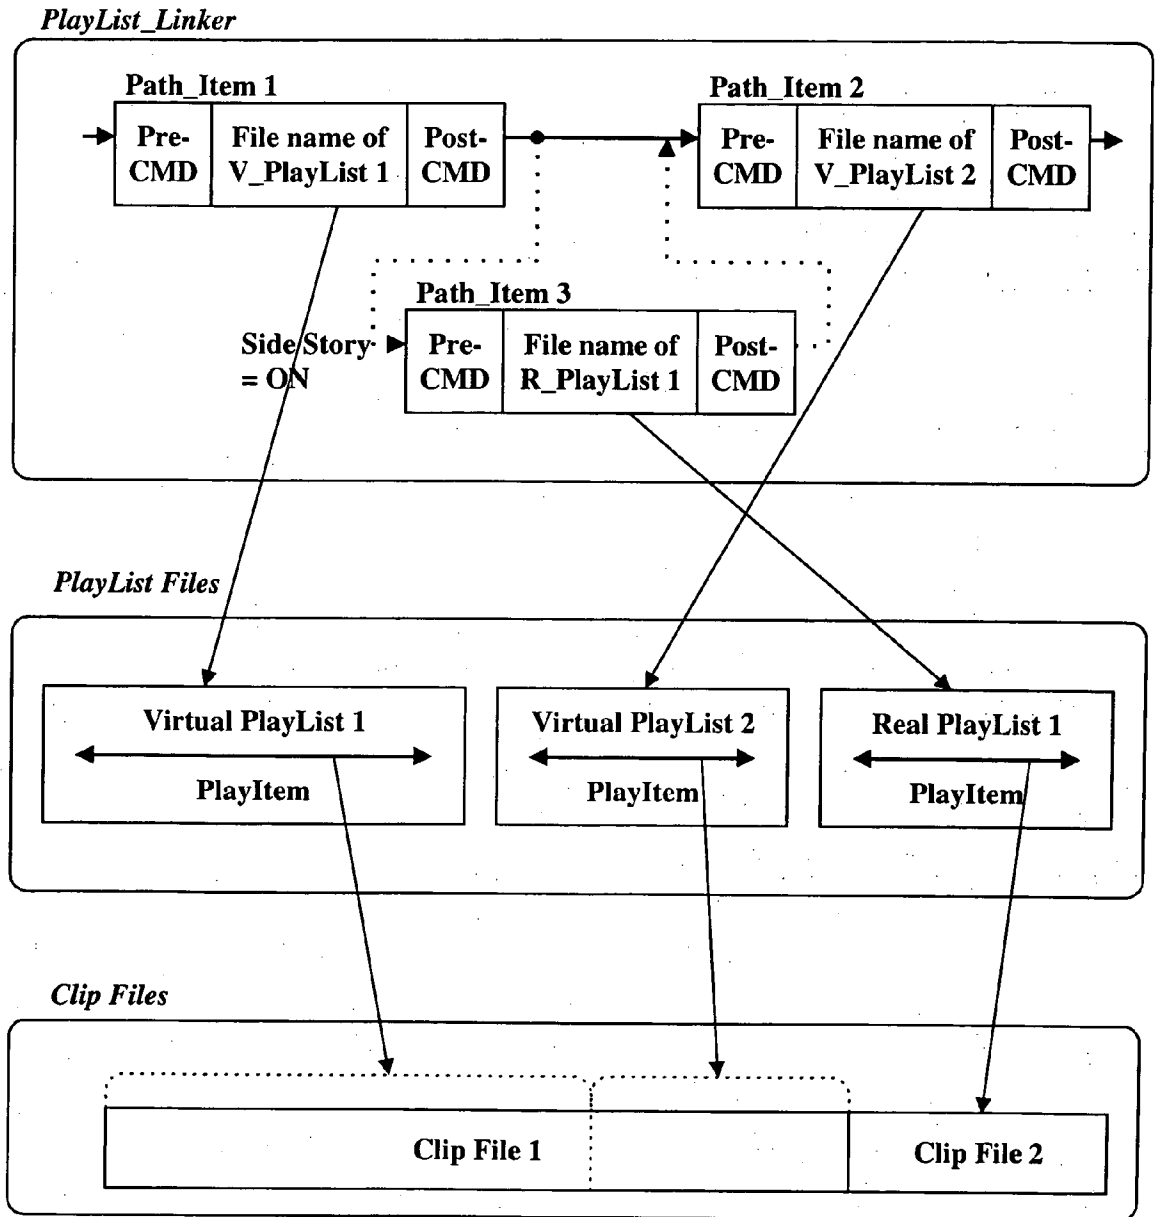 PlayList_Linker
Path_Item 1
Pre-
CMD
File name of
V_PlayList 1
Post-
CMD
Path_Item 2
Pre-
CMD
File name of
V_PlayList 2
Post-
CMD
Path_Item 3
Side Story
= ON
Pre-
CMD
File name of
R_PlayList 1
Post-
CMD
PlayList Files
Virtual PlayList 1
PlayItem
Virtual PlayList 2
PlayItem
Real PlayList 1
PlayItem
Clip Files
Clip File 1
Clip File 2